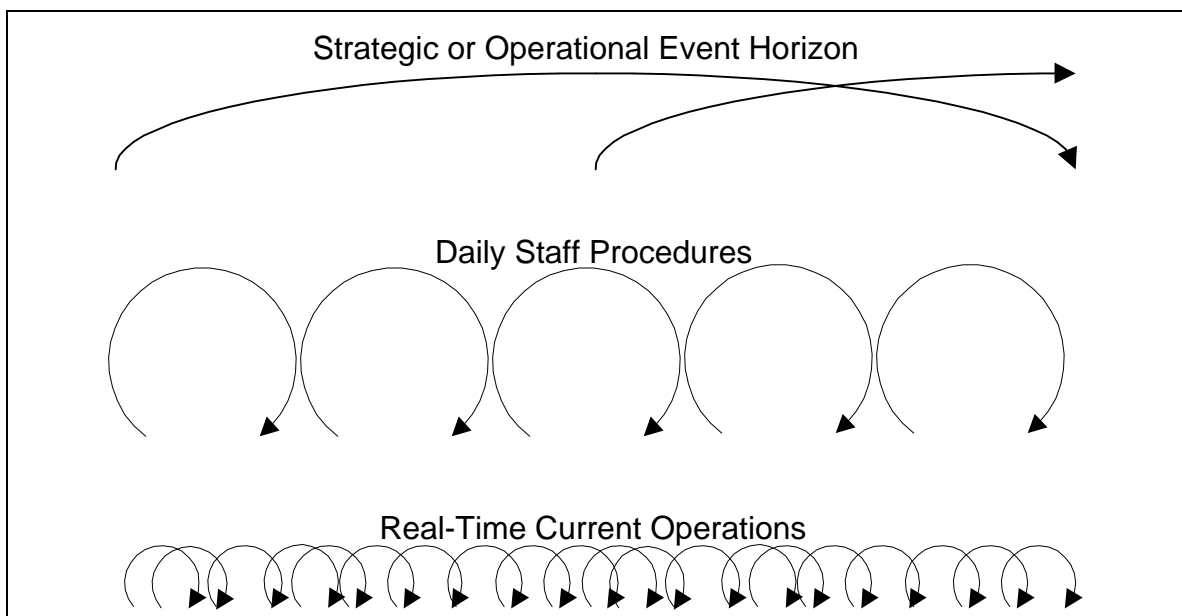 Strategic or Operational Event Horizon
Daily Staff Procedures
Real-Time Current Operations